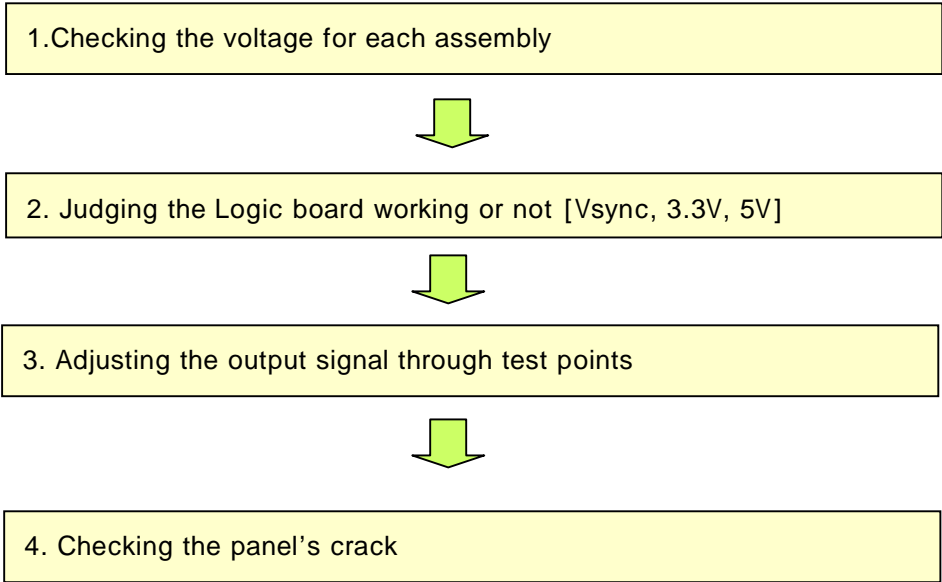 1.Checking the voltage for each assembly
2. Judging the Logic board working or not [Vsync, 3.3V, 5V]
3. Adjusting the output signal through test points
4. Checking the panel’s crack